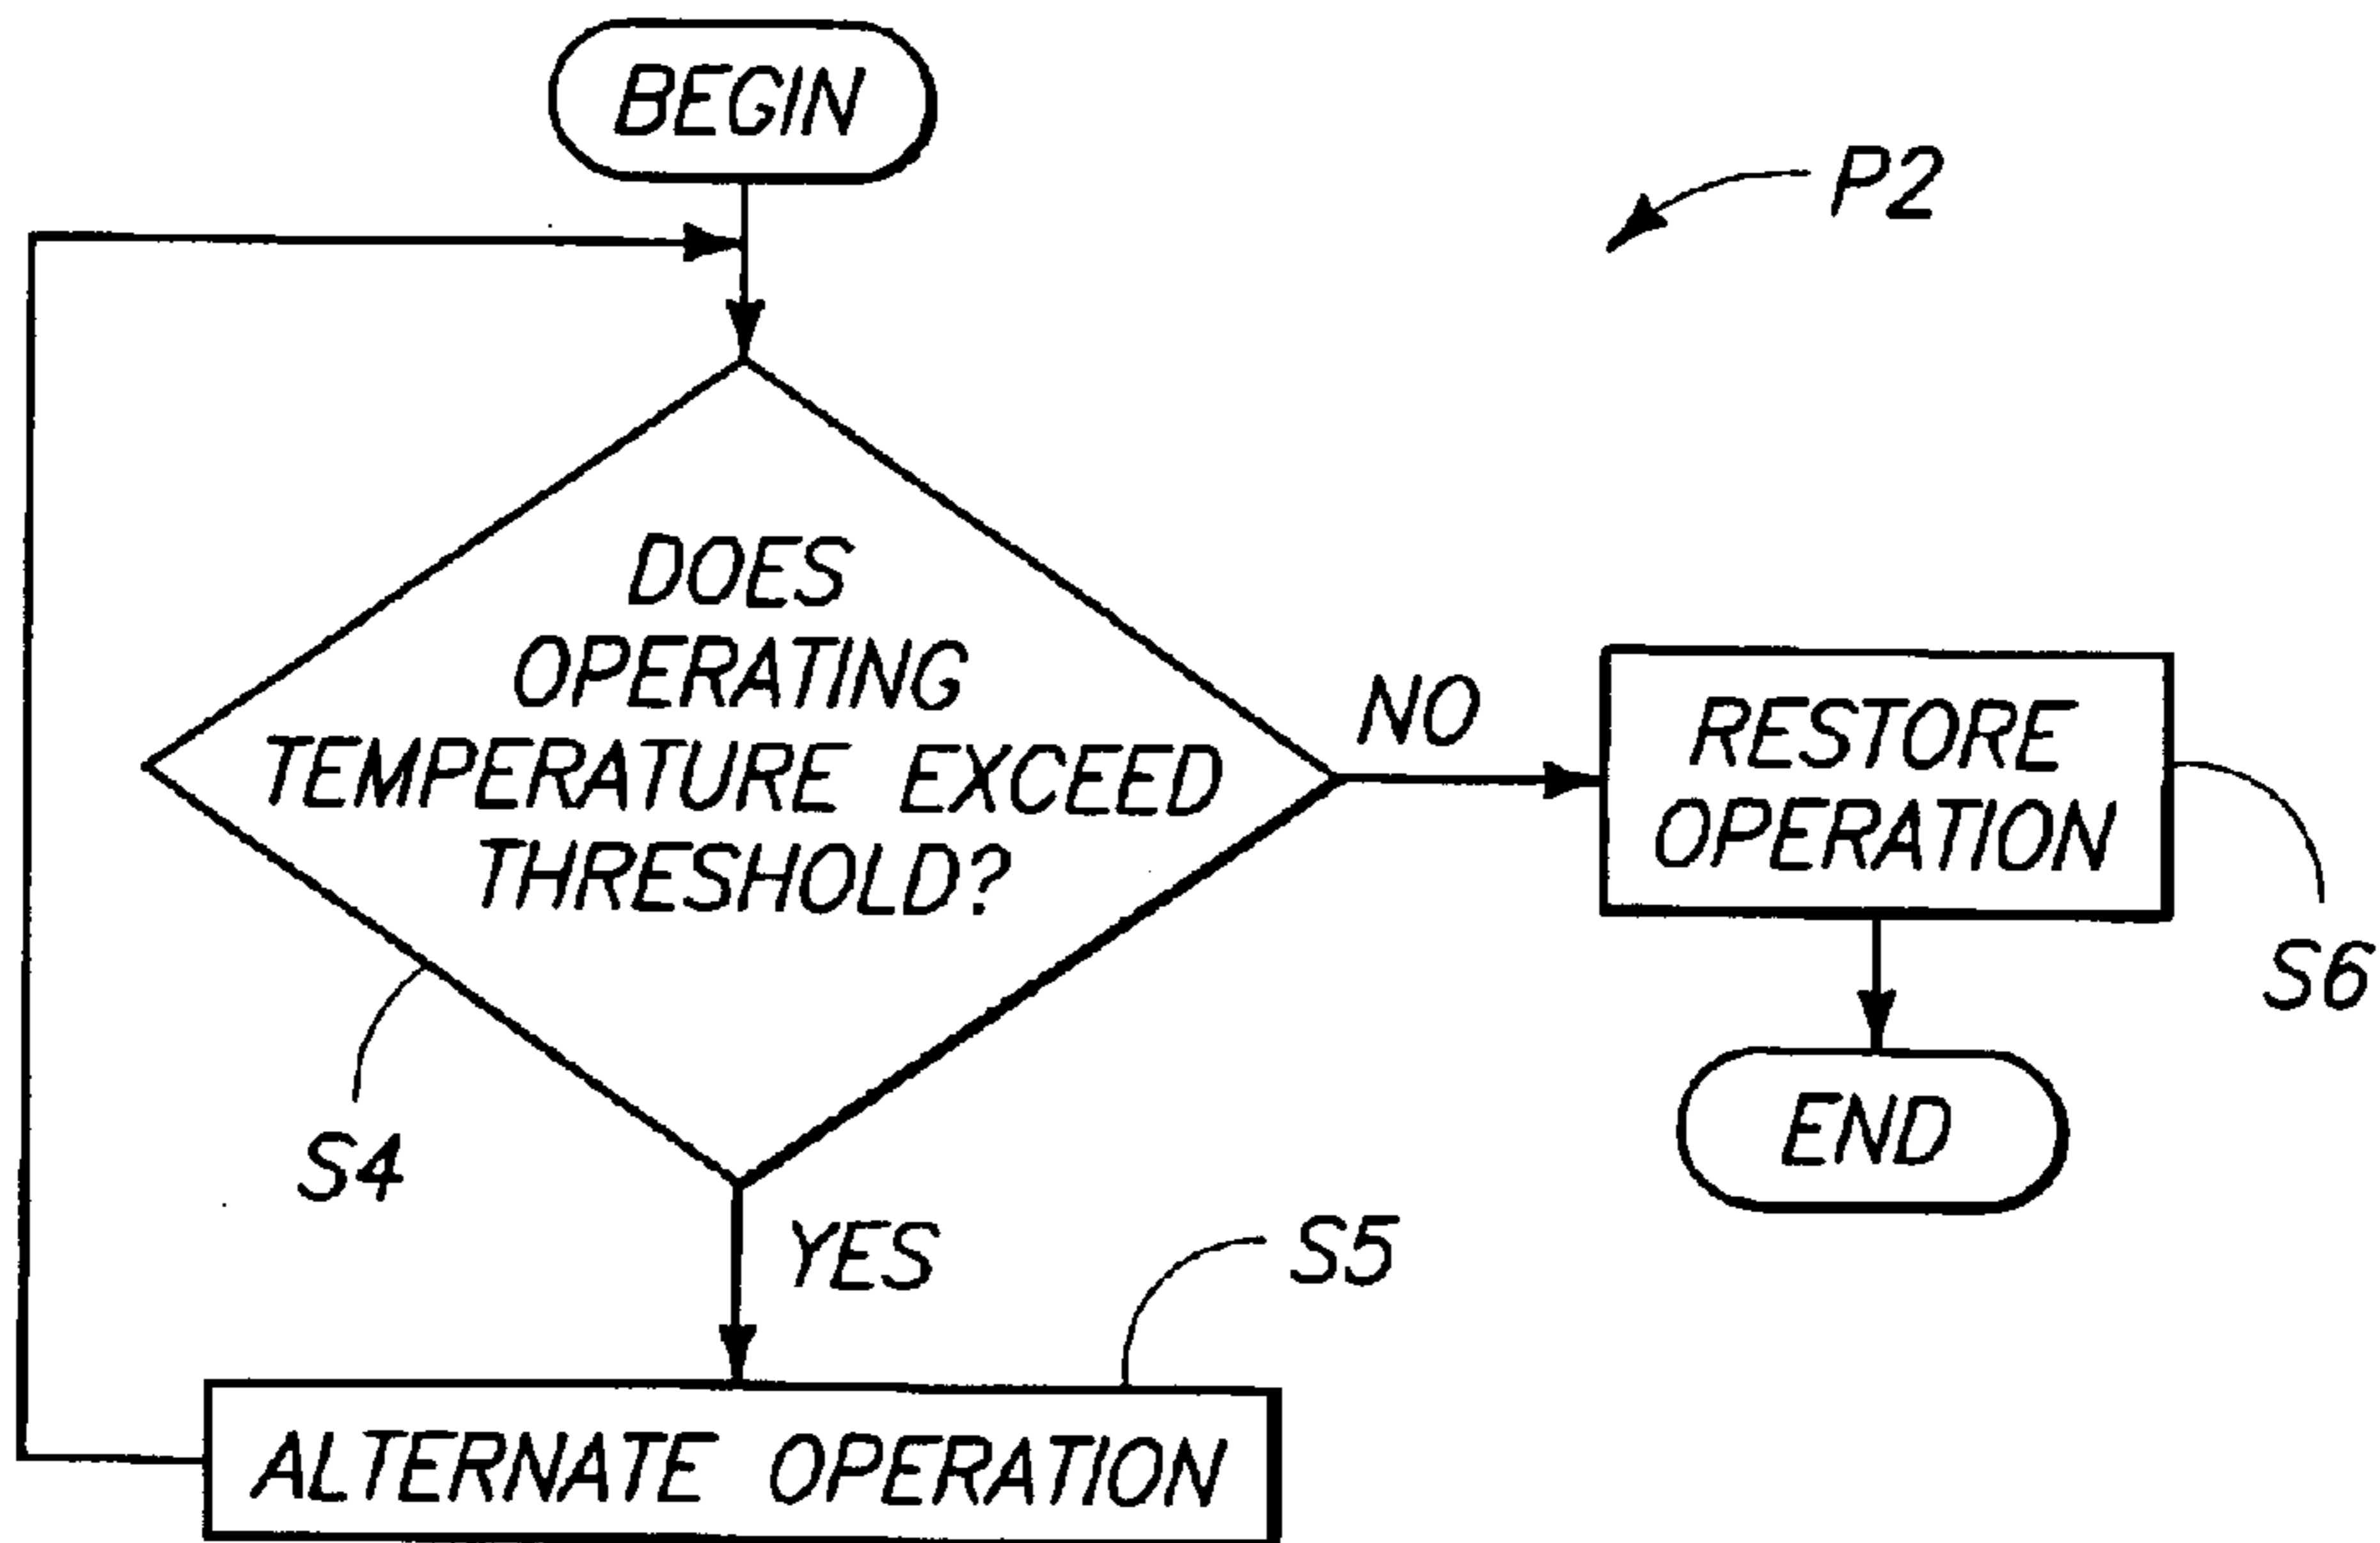 BEGIN
P2
DOES
OPERATING
TEMPERATURE EXCEED
THRESHOLD?
NO
RESTORE
OPERATION
S6
END
S4
YES
S5
ALTERNATE OPERATION